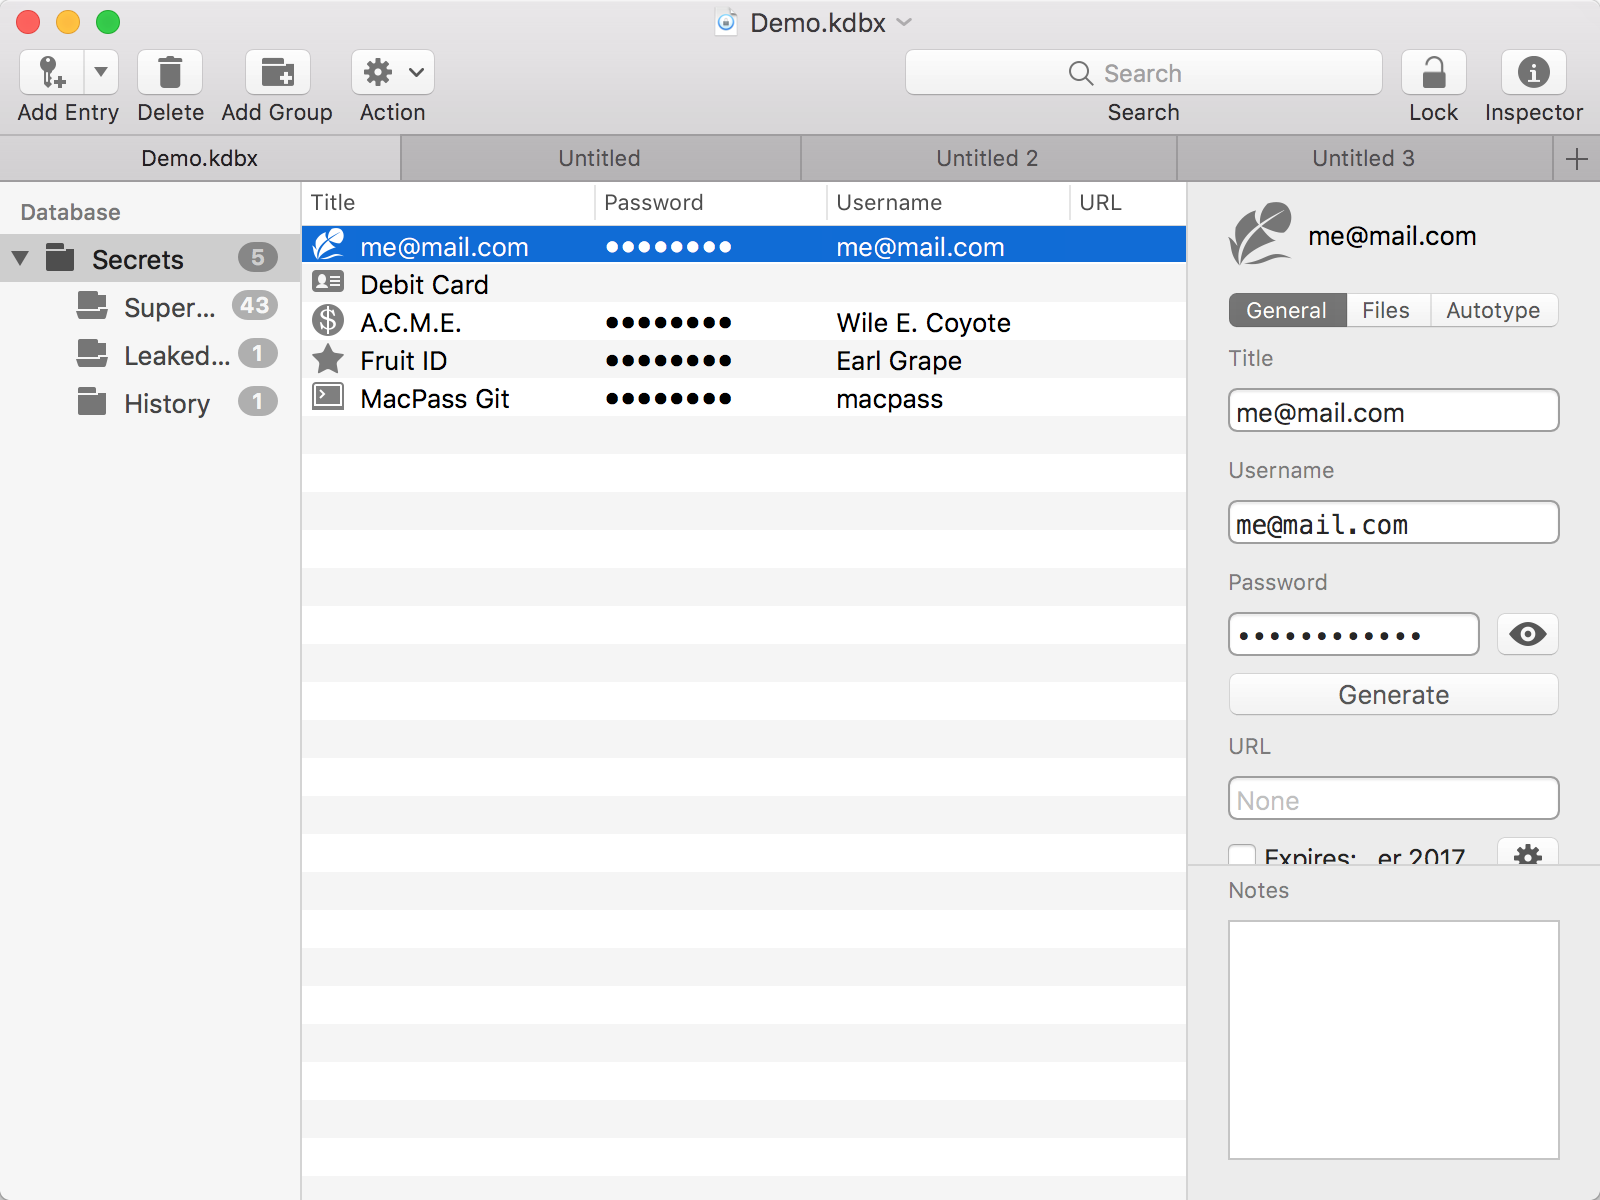 Demo.kdbx
Search
Add Entry Delete Add Group Action Search Lock Inspector
Demo.kdbx Untitled Untitled 2 Untitled 3
Database
Secrets 5
Super... 43
Leaked... 1
History 1
Title Password Username URL
me@mail.com •••••••• me@mail.com
Debit Card
A.C.M.E. •••••••• Wile E. Coyote
Fruit ID •••••••• Earl Grape
MacPass Git •••••••• macpass
me@mail.com
General Files Autotype
Title
me@mail.com
Username
me@mail.com
Password
••••••••••••
Generate
URL
None
Expires: er 2017
Notes